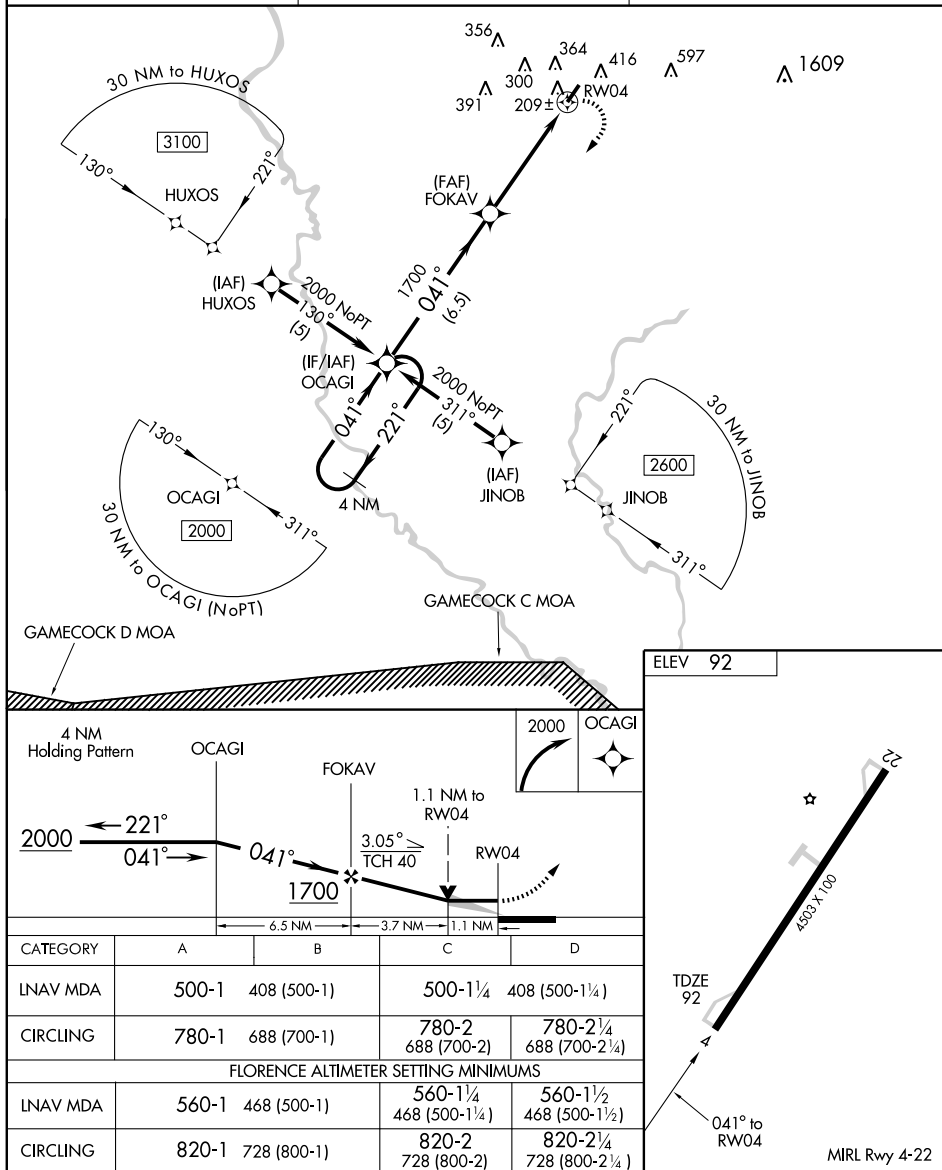 356
364
416
597
1609
300
391
209±
RW04
30 NM to HUXOS
3100
130°
221°
HUXOS
(FAF)
FOKAV
(IAF)
HUXOS
2000 NoPT
130°
(5)
1700
041°
(6.5)
(IF/IAF)
OCAGI
041°
221°
4 NM
2000 NoPT
311°
(5)
(IAF)
JINOB
221°
30 NM to JINOB
2600
JINOB
311°
130°
OCAGI
2000
311°
30 NM to OCAGI (NoPT)
GAMECOCK D MOA
GAMECOCK C MOA
ELEV 92
22
4503 X 100
TDZE
92
4
041° to
RW04
MIRL Rwy 4-22
4 NM
Holding Pattern
OCAGI
FOKAV
1.1 NM to
RW04
2000
OCAGI
2000
221°
041°
041°
1700
3.05°
TCH 40
RW04
6.5 NM
3.7 NM
1.1 NM
CATEGORY A B C D
LNAV MDA 500-1 408 (500-1) 500-1¼ 408 (500-1¼)
CIRCLING 780-1 688 (700-1) 780-2 688 (700-2) 780-2¼ 688 (700-2¼)
FLORENCE ALTIMETER SETTING MINIMUMS
LNAV MDA 560-1 468 (500-1) 560-1¼ 468 (500-1¼) 560-1½ 468 (500-1½)
CIRCLING 820-1 728 (800-1) 820-2 728 (800-2) 820-2¼ 728 (800-2¼)